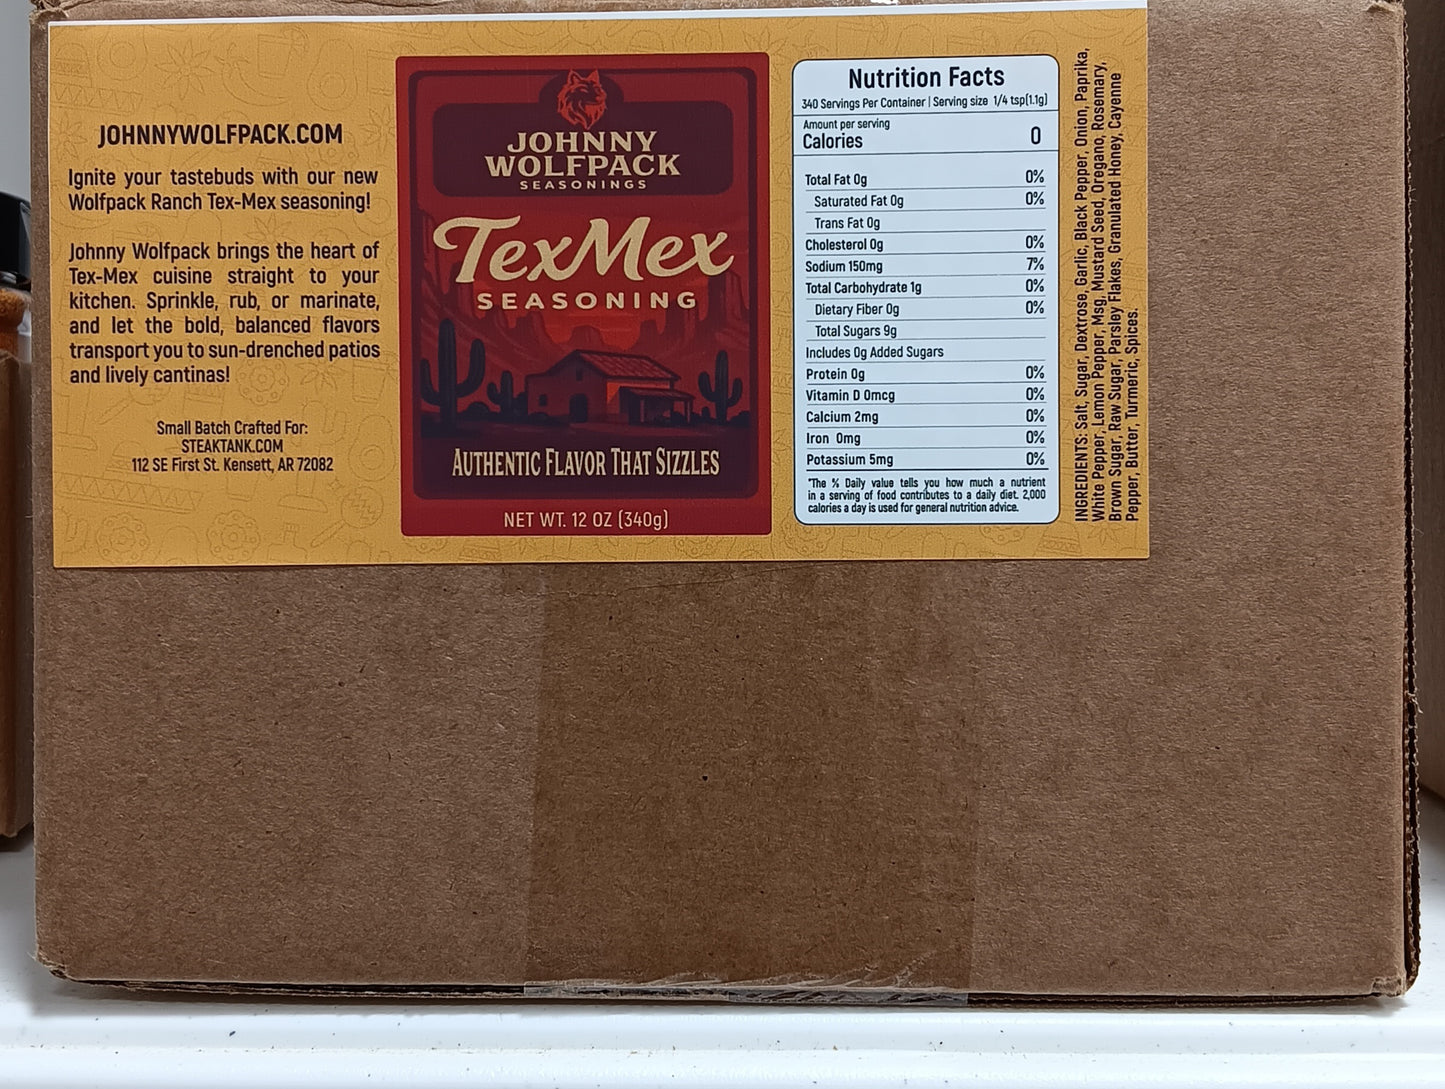 JOHNNYWOLFPACK.COM
Ignite your tastebuds with our new
Wolfpack Ranch Tex-Mex seasoning!
Johnny Wolfpack brings the heart of
Tex-Mex cuisine straight to your
kitchen. Sprinkle, rub, or marinate,
and let the bold, balanced flavors
transport you to sun-drenched patios
and lively cantinas!
Small Batch Crafted For:
STEAKTANK.COM
112 SE First St. Kensett, AR 72082
JOHNNY
WOLFPACK
SEASONINGS
TexMex
SEASONING
AUTHENTIC FLAVOR THAT SIZZLES
NET WT. 12 OZ (340g)
Nutrition Facts
340 Servings Per Container | Serving size 1/4 tsp(1.1g)
Amount per serving
Calories 0
Total Fat 0g 0%
Saturated Fat 0g 0%
Trans Fat 0g
Cholesterol 0g 0%
Sodium 150mg 7%
Total Carbohydrate 1g 0%
Dietary Fiber 0g 0%
Total Sugars 9g
Includes 0g Added Sugars
Protein 0g 0%
Vitamin D 0mcg 0%
Calcium 2mg 0%
Iron 0mg 0%
Potassium 5mg 0%
*The % Daily value tells you how much a nutrient
in a serving of food contributes to a daily diet. 2,000
calories a day is used for general nutrition advice.
INGREDIENTS: Salt, Sugar, Dextrose, Garlic, Black Pepper, Onion, Paprika,
White Pepper, Lemon Pepper, Msg, Mustard Seed, Oregano, Rosemary,
Brown Sugar, Raw Sugar, Parsley Flakes, Granulated Honey, Cayenne
Pepper, Butter, Turmeric, Spices.